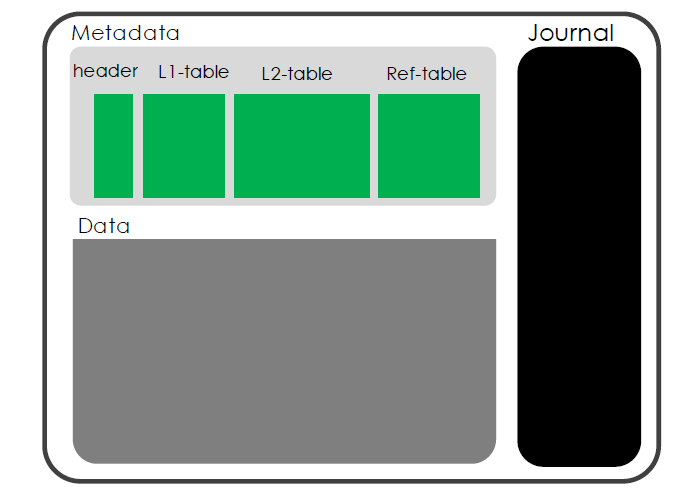 Metadata
Journal
header
L1-table
L2-table
Ref-table
Data